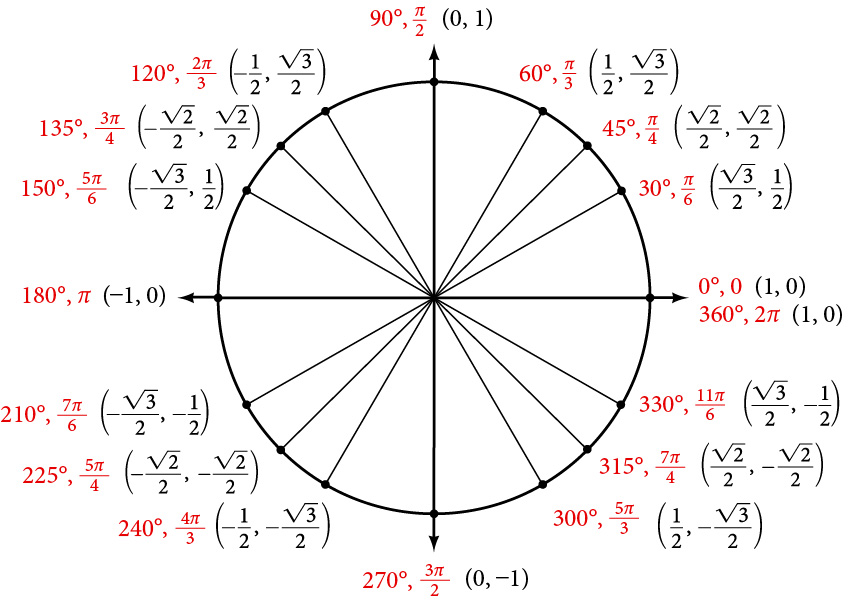 90°, π/2 (0, 1)
120°, 2π/3 (−1/2, √3/2)
60°, π/3 (1/2, √3/2)
135°, 3π/4 (−√2/2, √2/2)
45°, π/4 (√2/2, √2/2)
150°, 5π/6 (−√3/2, 1/2)
30°, π/6 (√3/2, 1/2)
180°, π (−1, 0)
0°, 0 (1, 0)
360°, 2π (1, 0)
210°, 7π/6 (−√3/2, −1/2)
330°, 11π/6 (√3/2, −1/2)
225°, 5π/4 (−√2/2, −√2/2)
315°, 7π/4 (√2/2, −√2/2)
240°, 4π/3 (−1/2, −√3/2)
300°, 5π/3 (1/2, −√3/2)
270°, 3π/2 (0, −1)